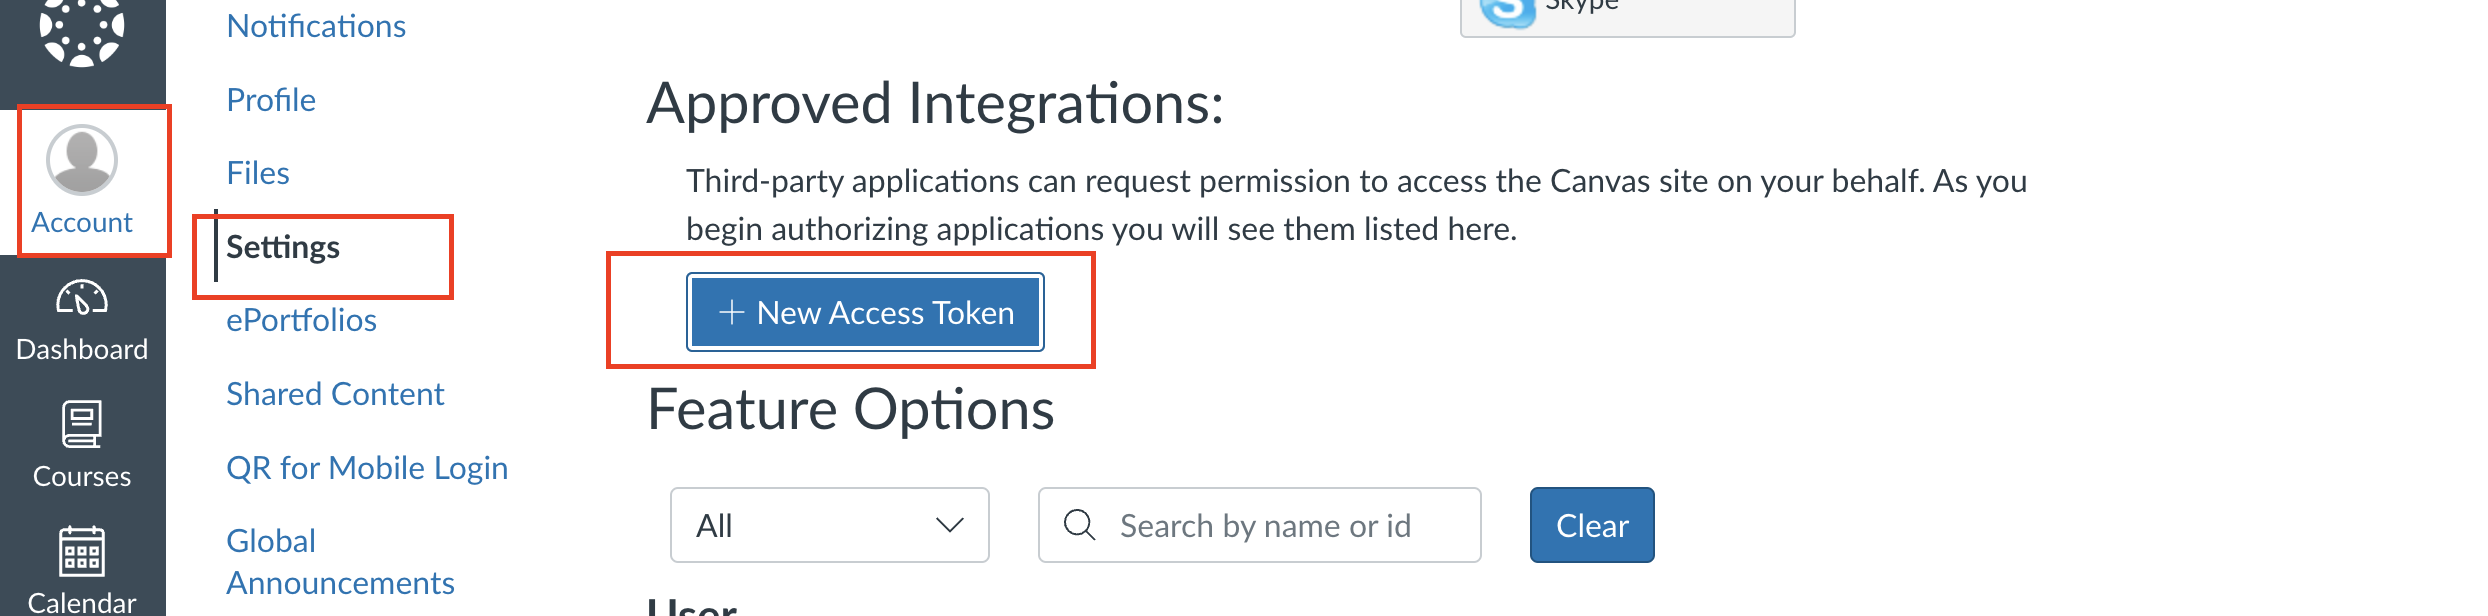 Account
Dashboard
Courses
Calendar
Notifications
Profile
Files
Settings
ePortfolios
Shared Content
QR for Mobile Login
Global
Announcements
Skype
Approved Integrations:
Third-party applications can request permission to access the Canvas site on your behalf. As you
begin authorizing applications you will see them listed here.
+ New Access Token
Feature Options
All
Search by name or id
Clear
User